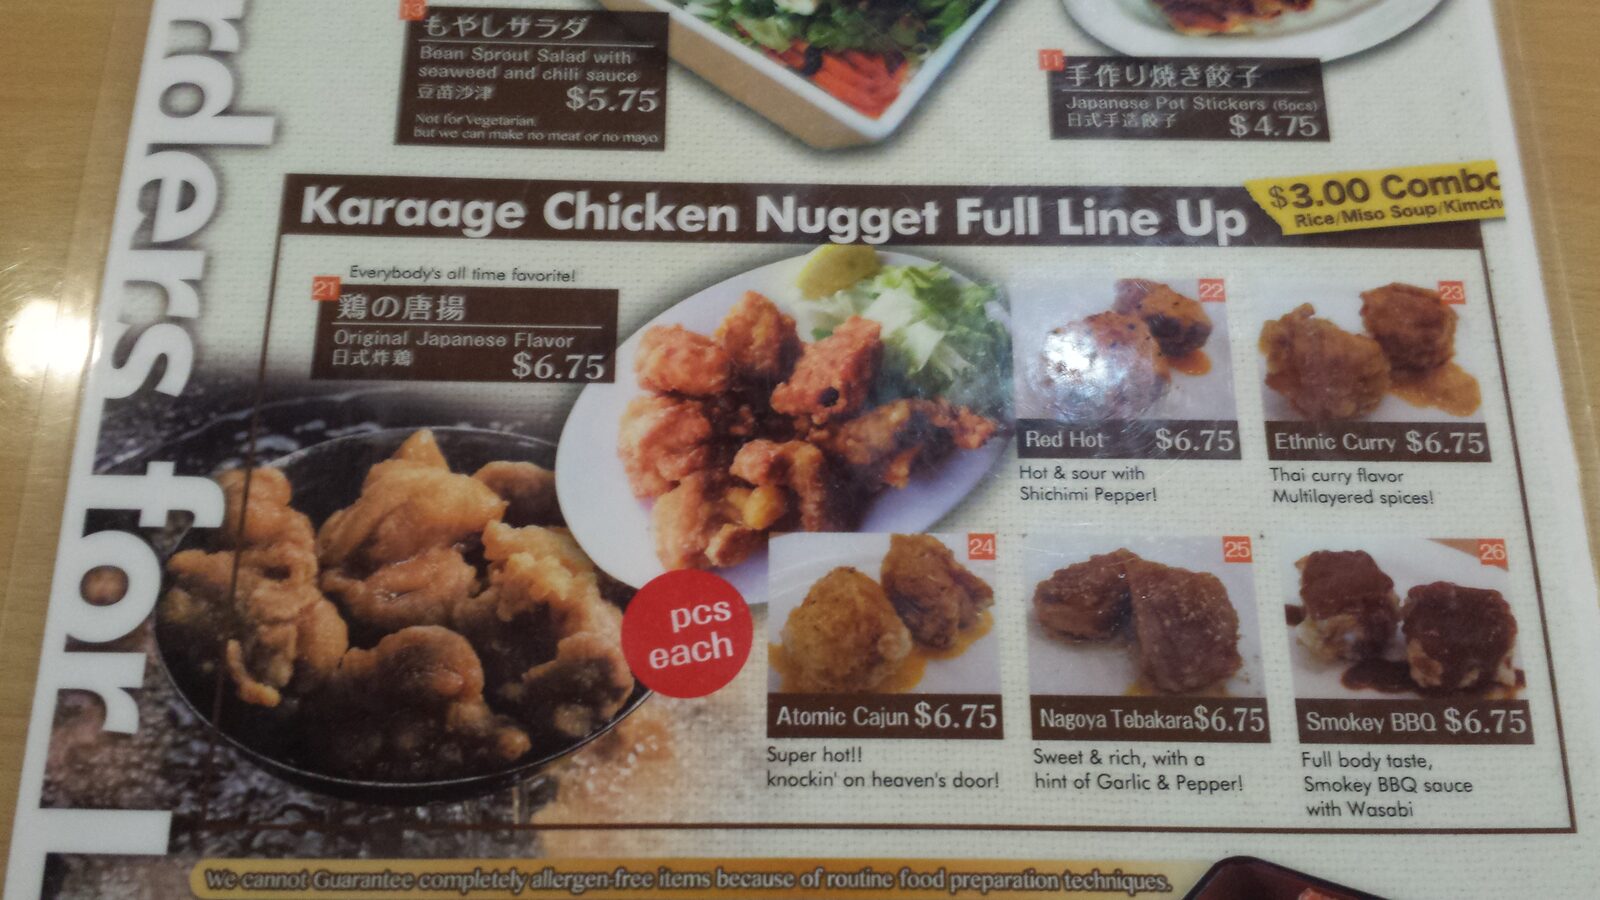 rders for l
13
もやしサラダ
Bean Sprout Salad with
seaweed and chili sauce
豆苗沙津 $5.75
Not for Vegetarian.
but we can make no meat or no mayo
11
手作り焼き餃子
Japanese Pot Stickers (6pcs)
日式手造餃子 $4.75
Karaage Chicken Nugget Full Line Up
$3.00 Combo
Rice/Miso Soup/Kimch
Everybody's all time favorite!
21
鶏の唐揚
Original Japanese Flavor
日式炸鶏 $6.75
pcs
each
22
Red Hot $6.75
Hot & sour with
Shichimi Pepper!
23
Ethnic Curry $6.75
Thai curry flavor
Multilayered spices!
24
Atomic Cajun $6.75
Super hot!!
knockin' on heaven's door!
25
Nagoya Tebakara $6.75
Sweet & rich, with a
hint of Garlic & Pepper!
26
Smokey BBQ $6.75
Full body taste,
Smokey BBQ sauce
with Wasabi
We cannot Guarantee completely allergen-free items because of routine food preparation techniques.